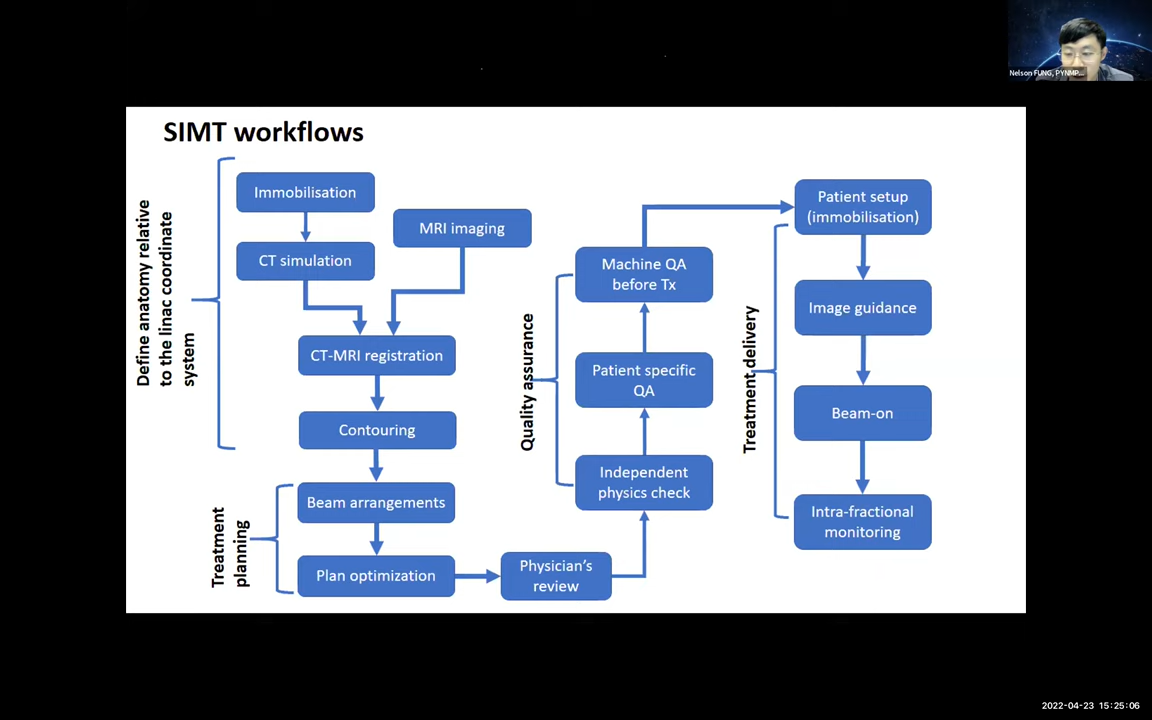 Nelson FUNG, PYNMP...
SIMT workflows
Define anatomy relative
to the linac coordinate
system
Immobilisation
MRI imaging
CT simulation
CT-MRI registration
Contouring
Treatment
planning
Beam arrangements
Plan optimization
Physician's
review
Quality assurance
Machine QA
before Tx
Patient specific
QA
Independent
physics check
Treatment delivery
Patient setup
(immobilisation)
Image guidance
Beam-on
Intra-fractional
monitoring
2022-04-23 15:25:06